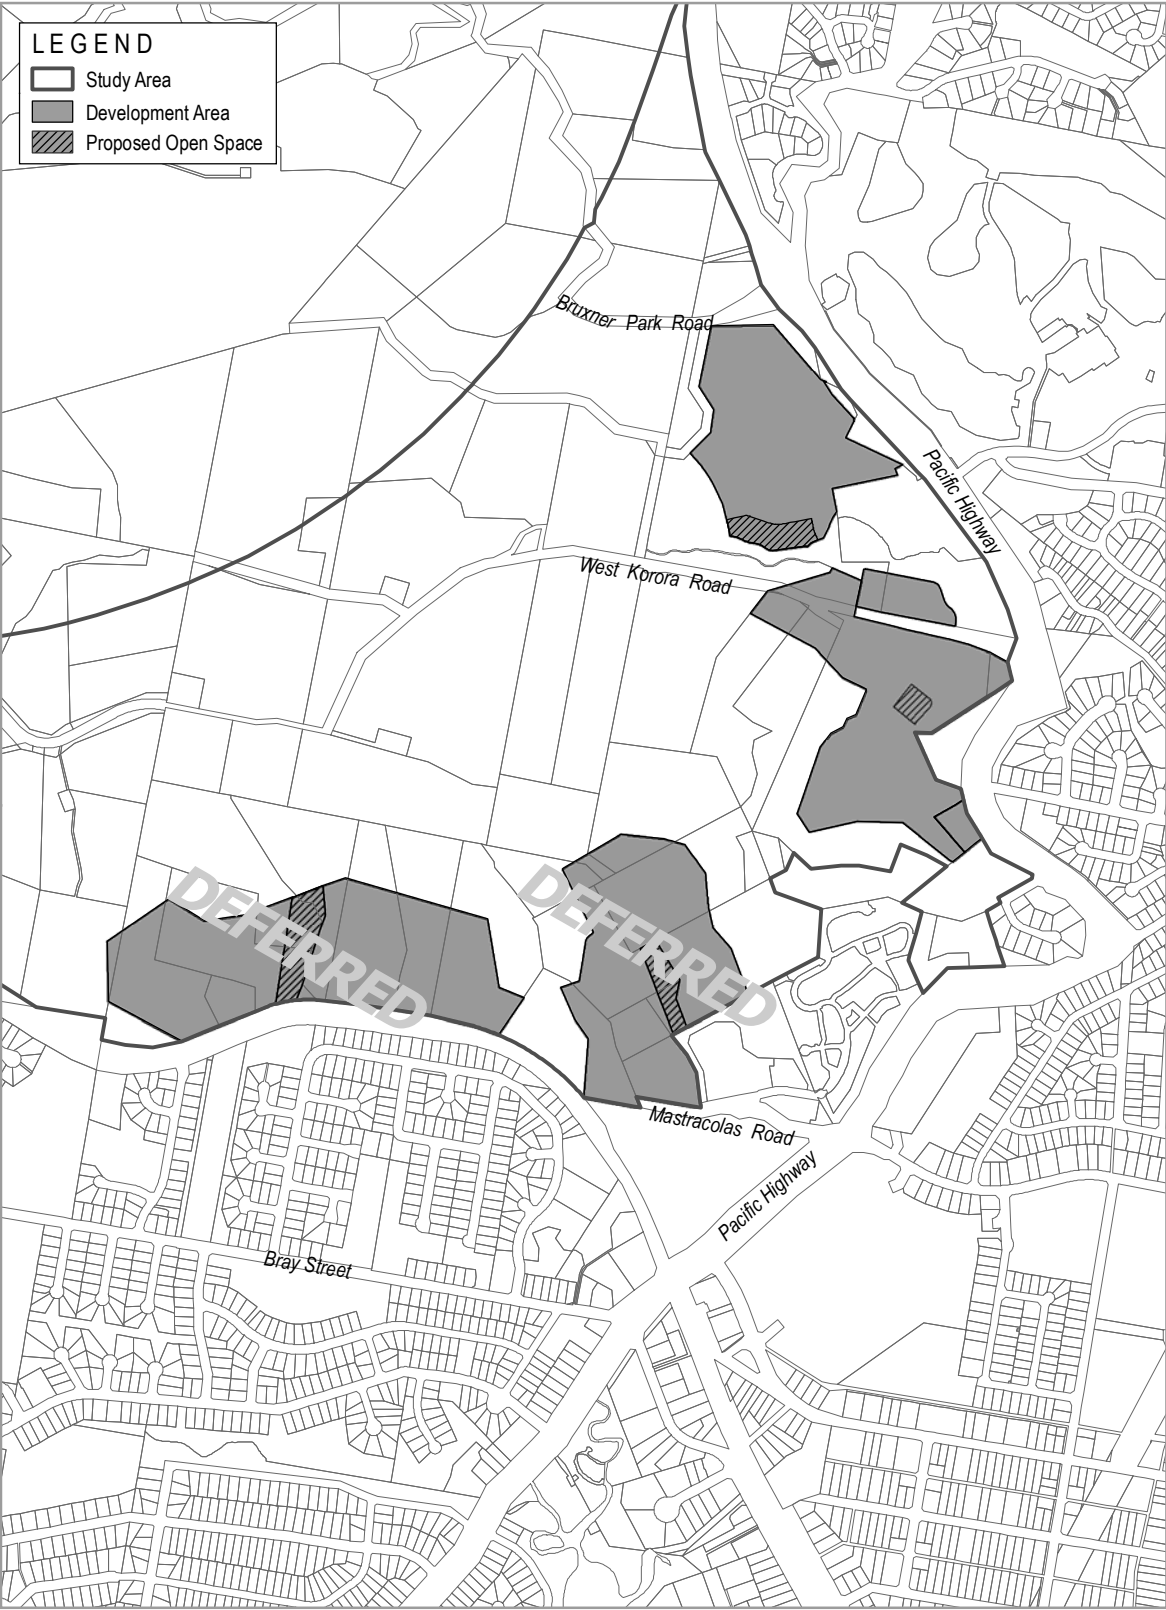 LEGEND
Study Area
Development Area
Proposed Open Space
Bruxner Park Road
Pacific Highway
West Korora Road
DEFERRED
DEFERRED
Mastracolas Road
Pacific Highway
Bray Street